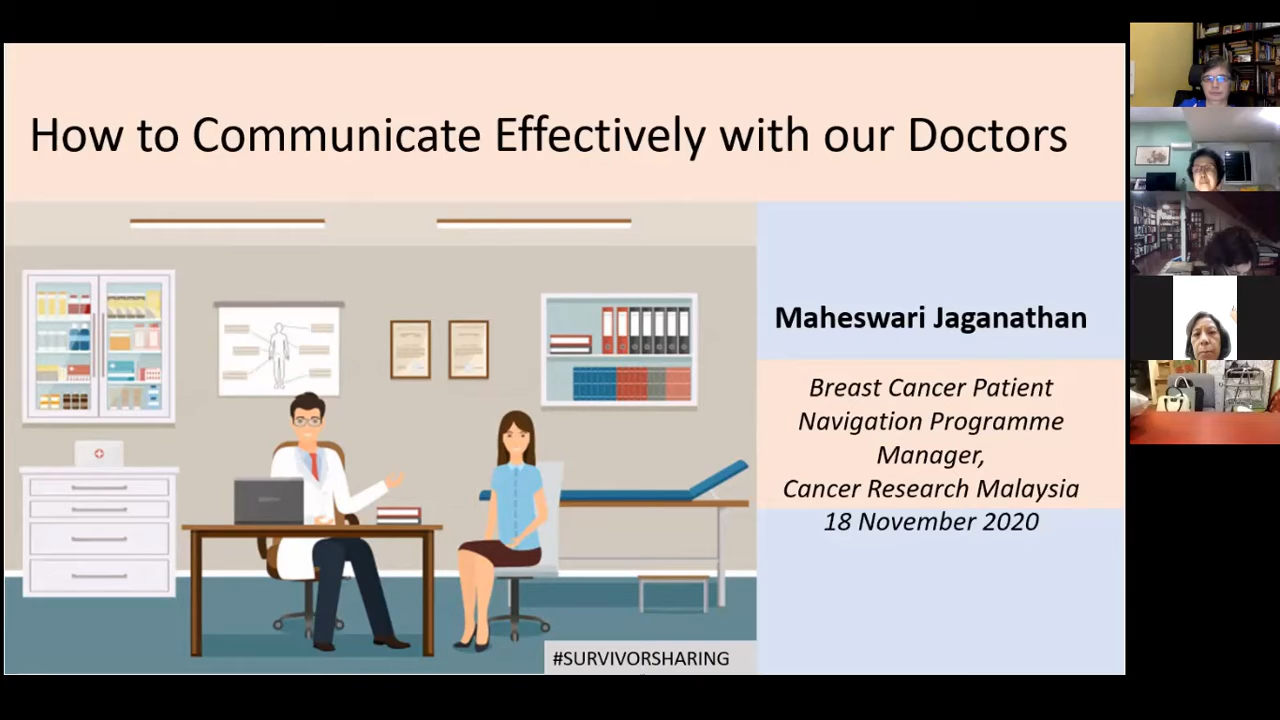 How to Communicate Effectively with our Doctors
Maheswari Jaganathan
Breast Cancer Patient
Navigation Programme
Manager,
Cancer Research Malaysia
18 November 2020
#SURVIVORSHARING